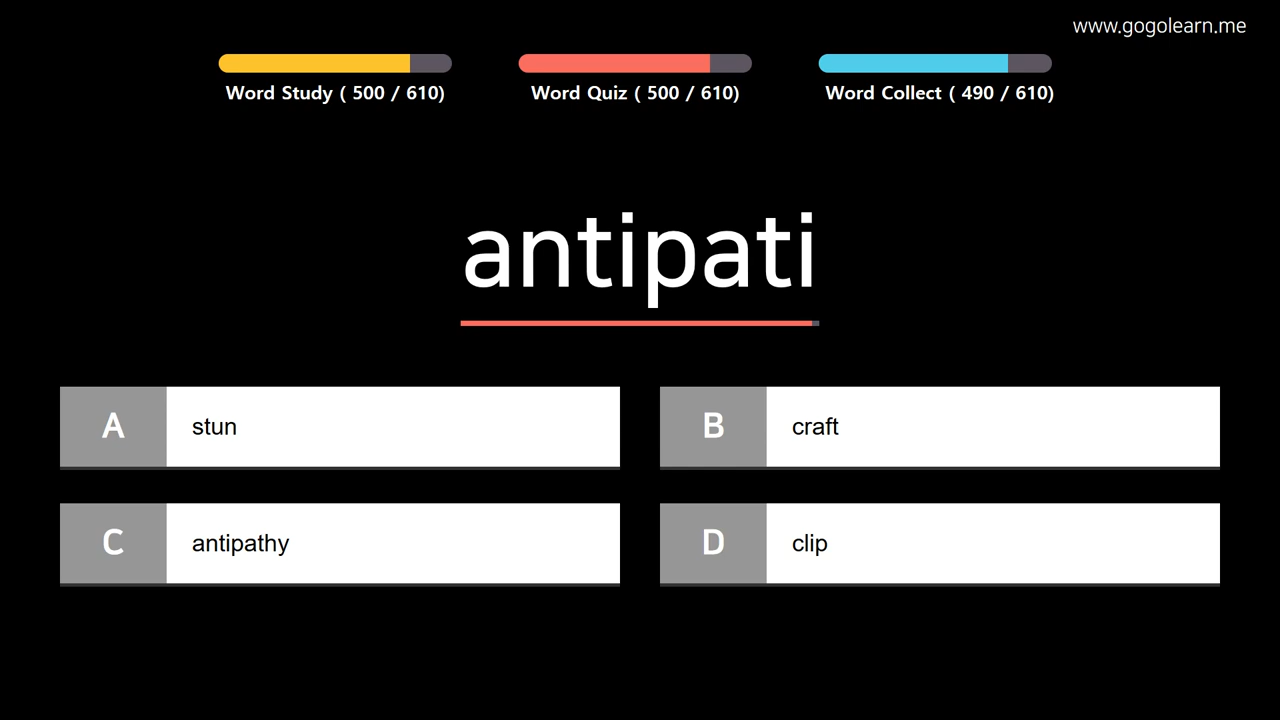 www.gogolearn.me
Word Study ( 500 / 610)
Word Quiz ( 500 / 610)
Word Collect ( 490 / 610)
antipati
A stun
B craft
C antipathy
D clip